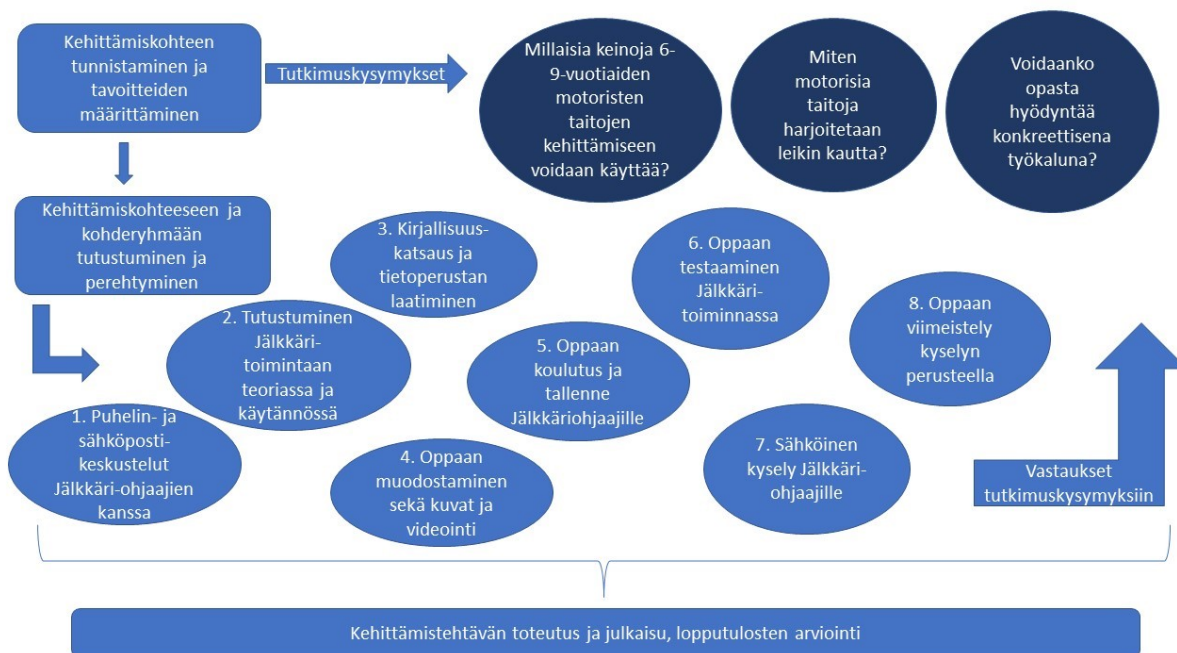 Kehittämiskohteen
tunnistaminen ja
tavoitteiden
määrittäminen
Tutkimuskysymykset
Millaisia keinoja 6-
9-vuotiaiden
motoristen
taitojen
kehittämiseen
voidaan käyttää?
Miten
motorisia
taitoja
harjoitetaan
leikin kautta?
Voidaanko
opasta
hyödyntää
konkreettisena
työkaluna?
Kehittämiskohteeseen ja
kohderyhmään
tutustuminen ja
perehtyminen
1. Puhelin- ja
sähköposti-
keskustelut
Jälkkäri-ohjaajien
kanssa
2. Tutustuminen
Jälkkäri-
toimintaan
teoriassa ja
käytännössä
3. Kirjallisuus-
katsaus ja
tietoperustan
laatiminen
4. Oppaan
muodostaminen
sekä kuvat ja
videointi
5. Oppaan
koulutus ja
tallenne
Jälkkäriohjaajille
6. Oppaan
testaaminen
Jälkkäri-
toiminnassa
7. Sähköinen
kysely Jälkkäri-
ohjaajille
8. Oppaan
viimeistely
kyselyn
perusteella
Vastaukset
tutkimuskysymyksiin
Kehittämistehtävän toteutus ja julkaisu, lopputulosten arviointi